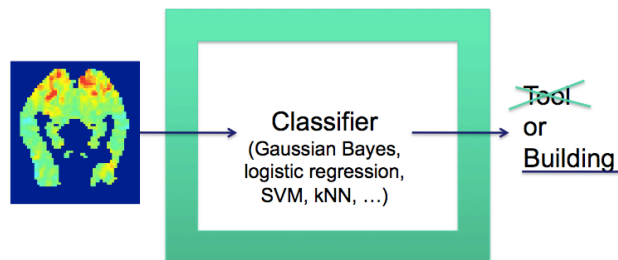 Classifier
(Gaussian Bayes,
logistic regression,
SVM, kNN, …)
Tool
or
Building